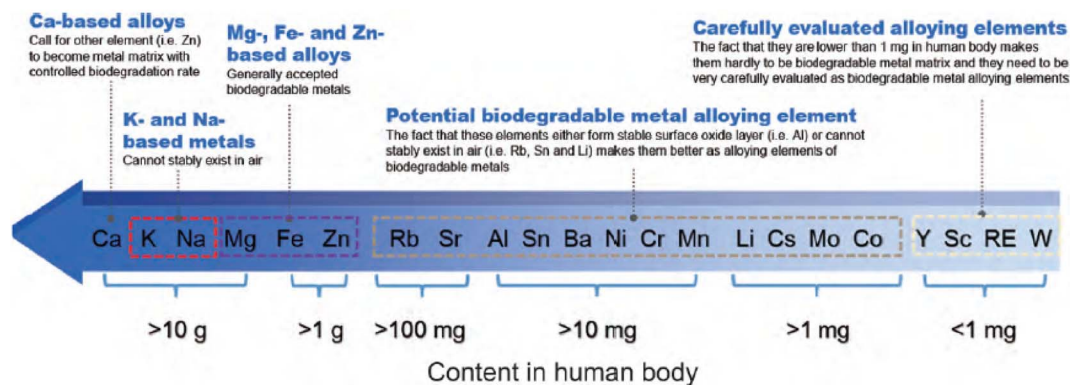 Ca-based alloys
Call for other element (i.e. Zn)
to become metal matrix with
controlled biodegradation rate
K- and Na-
based metals
Cannot stably exist in air
Mg-, Fe- and Zn-
based alloys
Generally accepted
biodegradable metals
Potential biodegradable metal alloying element
The fact that these elements either form stable surface oxide layer (i.e. Al) or cannot
stably exist in air (i.e. Rb, Sn and Li) makes them better as alloying elements of
biodegradable metals
Carefully evaluated alloying elements
The fact that they are lower than 1 mg in human body makes
them hardly to be biodegradable metal matrix and they need to be
very carefully evaluated as biodegradable metal alloying elements
Ca K Na Mg Fe Zn Rb Sr Al Sn Ba Ni Cr Mn Li Cs Mo Co Y Sc RE W
>10 g >1 g >100 mg >10 mg >1 mg <1 mg
Content in human body